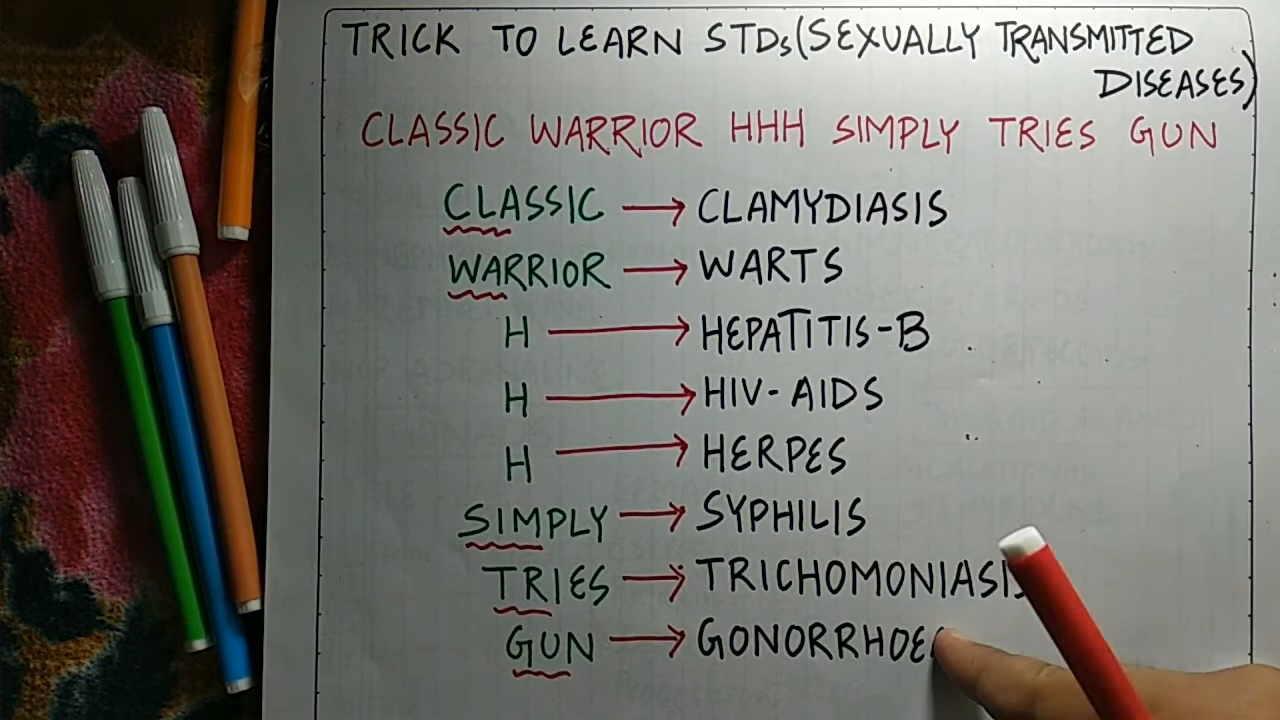 TRICK TO LEARN STDs (SEXUALLY TRANSMITTED
DISEASES)
CLASSIC WARRIOR HHH SIMPLY TRIES GUN
CLASSIC → CLAMYDIASIS
WARRIOR → WARTS
H → HEPATITIS-B
H → HIV-AIDS
H → HERPES
SIMPLY → SYPHILIS
TRIES → TRICHOMONIASIS
GUN → GONORRHOEA